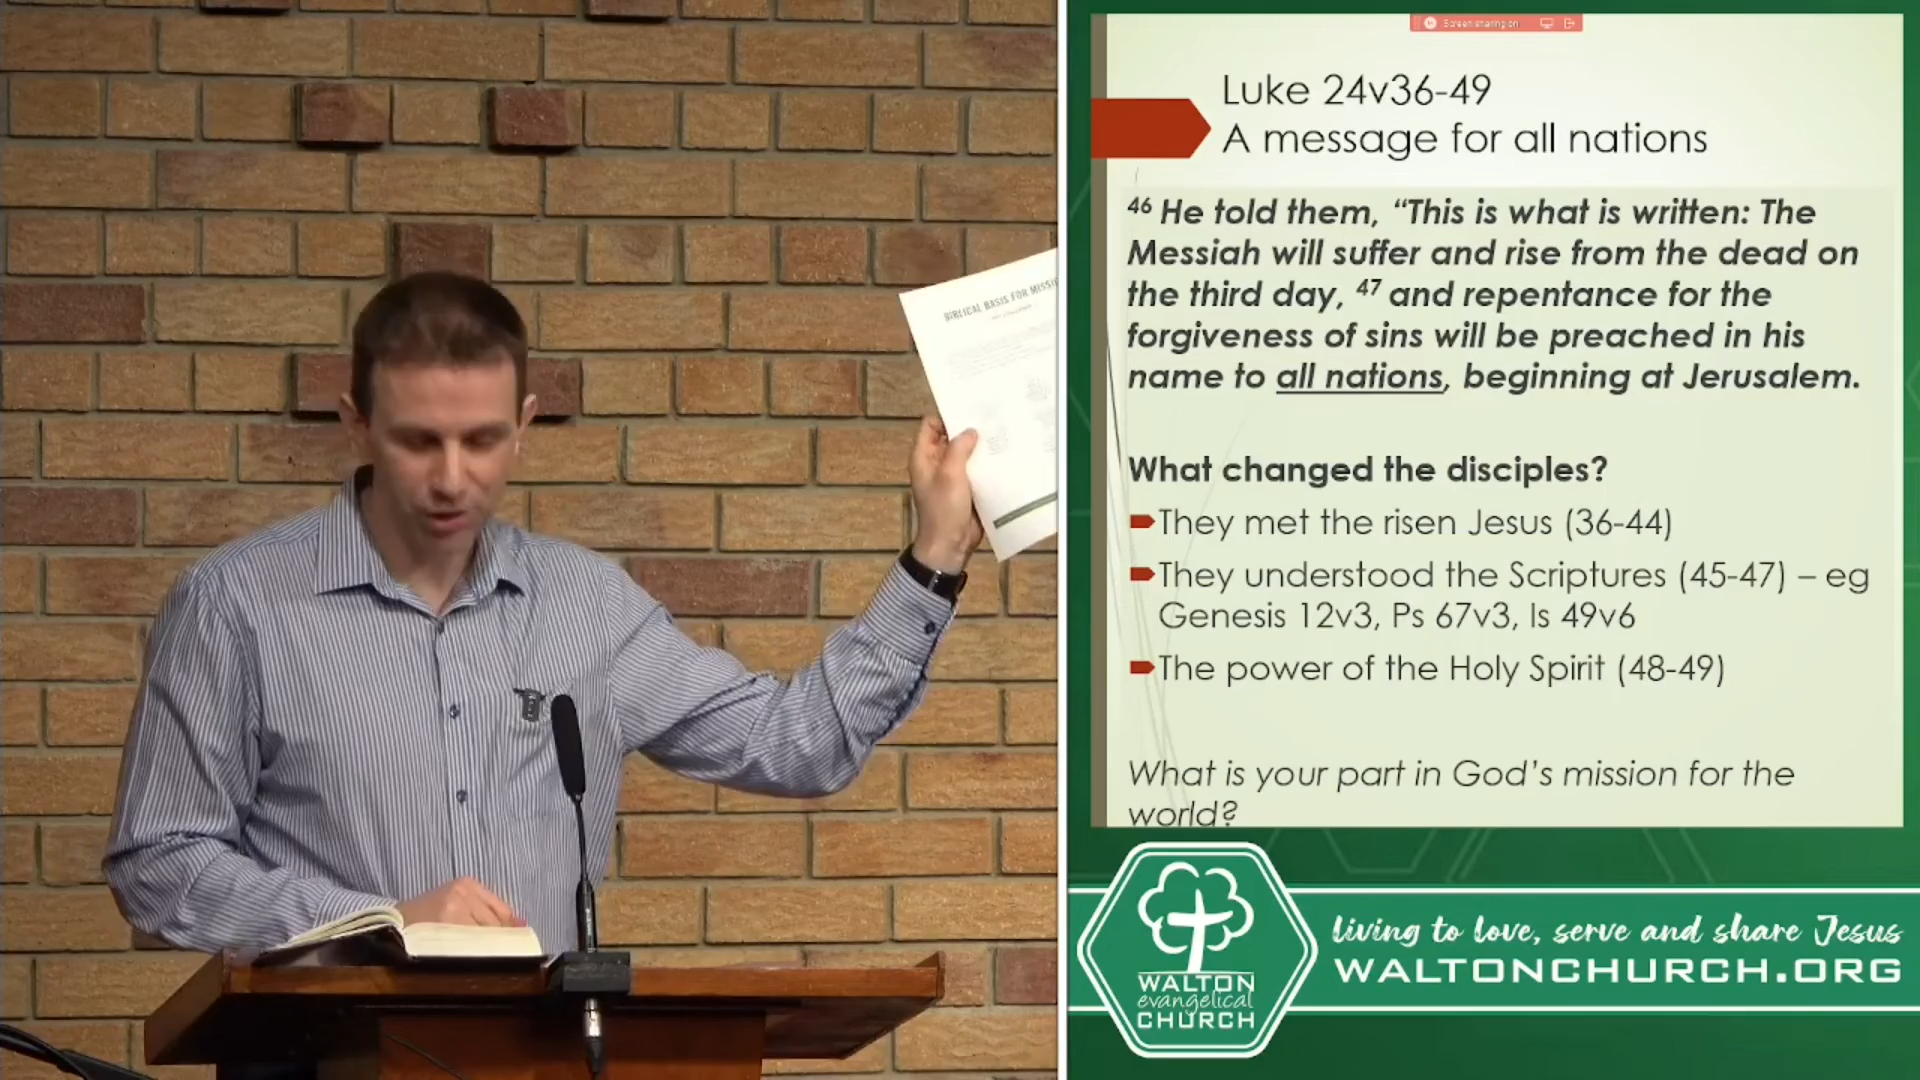 BIBLICAL BASIS FOR MISSI
Screen sharing on
Luke 24v36-49
A message for all nations
46 He told them, “This is what is written: The
Messiah will suffer and rise from the dead on
the third day, 47 and repentance for the
forgiveness of sins will be preached in his
name to all nations, beginning at Jerusalem.
What changed the disciples?
They met the risen Jesus (36-44)
They understood the Scriptures (45-47) – eg
Genesis 12v3, Ps 67v3, Is 49v6
The power of the Holy Spirit (48-49)
What is your part in God’s mission for the
world?
WALTON
evangelical
CHURCH
living to love, serve and share Jesus
WALTONCHURCH.ORG